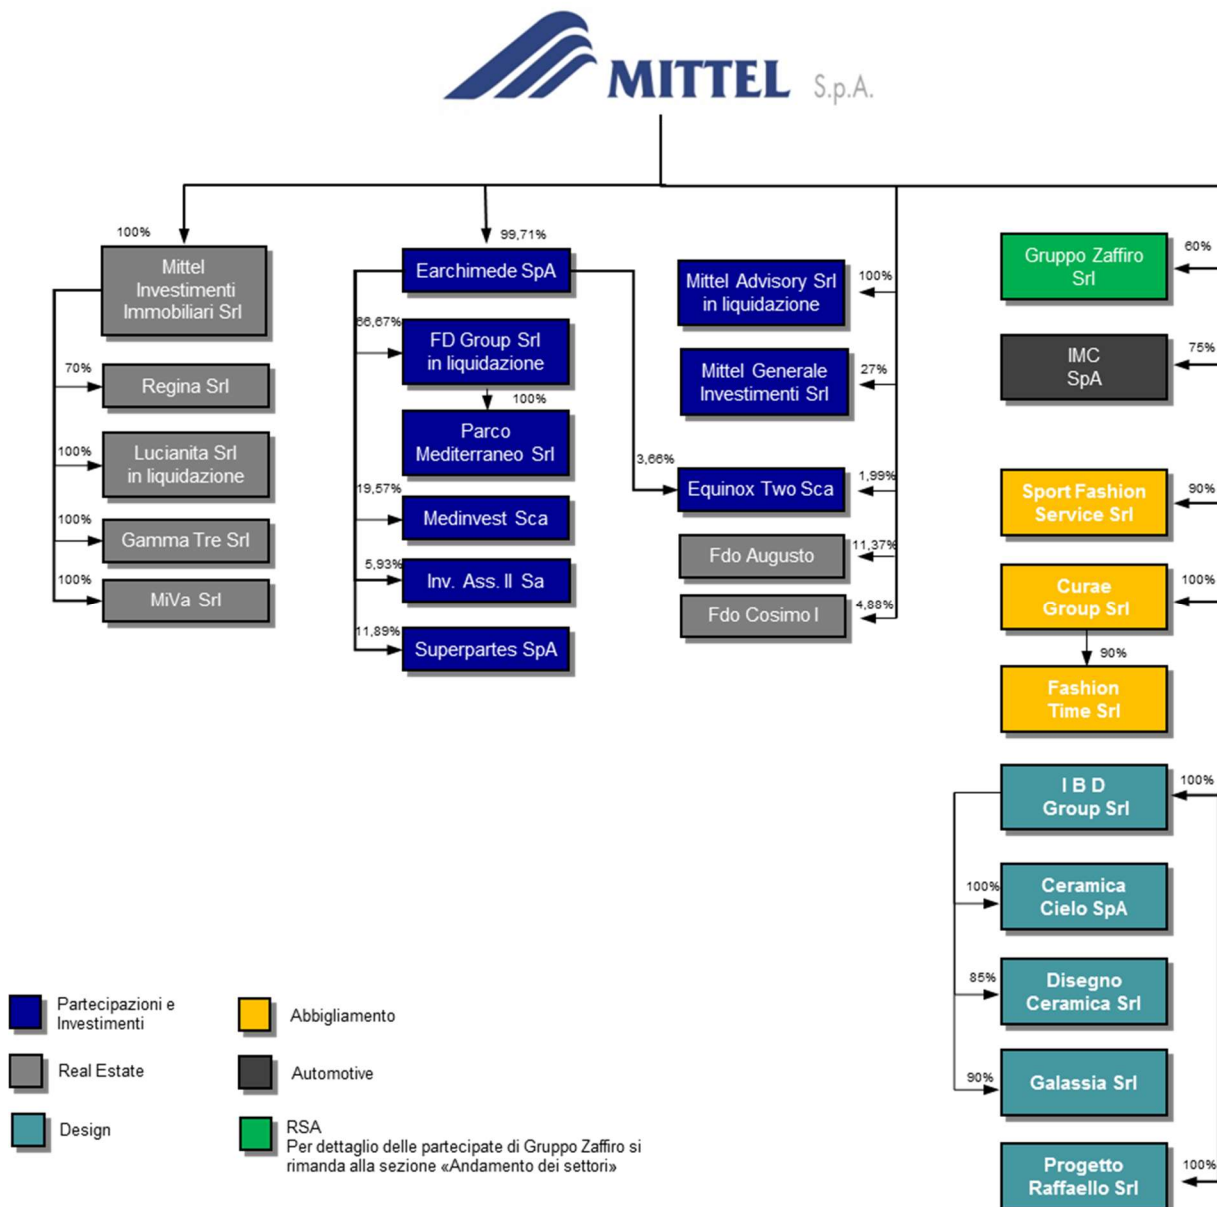 MITTEL S.p.A.
100%
Mittel
Investimenti
Immobiliari Srl
70%
Regina Srl
100%
Lucianita Srl
in liquidazione
100%
Gamma Tre Srl
100%
MiVa Srl
99,71%
Earchimede SpA
66,67%
FD Group Srl
in liquidazione
100%
Parco
Mediterraneo Srl
19,57%
Medinvest Sca
5,93%
Inv. Ass. II Sa
11,89%
Superpartes SpA
Mittel Advisory Srl
in liquidazione
100%
Mittel Generale
Investimenti Srl
27%
3,66%
Equinox Two Sca
1,99%
Fdo Augusto
11,37%
Fdo Cosimo I
4,88%
Gruppo Zaffiro
Srl
60%
IMC
SpA
75%
Sport Fashion
Service Srl
90%
Curae
Group Srl
100%
90%
Fashion
Time Srl
I B D
Group Srl
100%
100%
Ceramica
Cielo SpA
85%
Disegno
Ceramica Srl
90%
Galassia Srl
Progetto
Raffaello Srl
100%
Partecipazioni e
Investimenti
Real Estate
Design
Abbigliamento
Automotive
RSA
Per dettaglio delle partecipate di Gruppo Zaffiro si
rimanda alla sezione «Andamento dei settori»